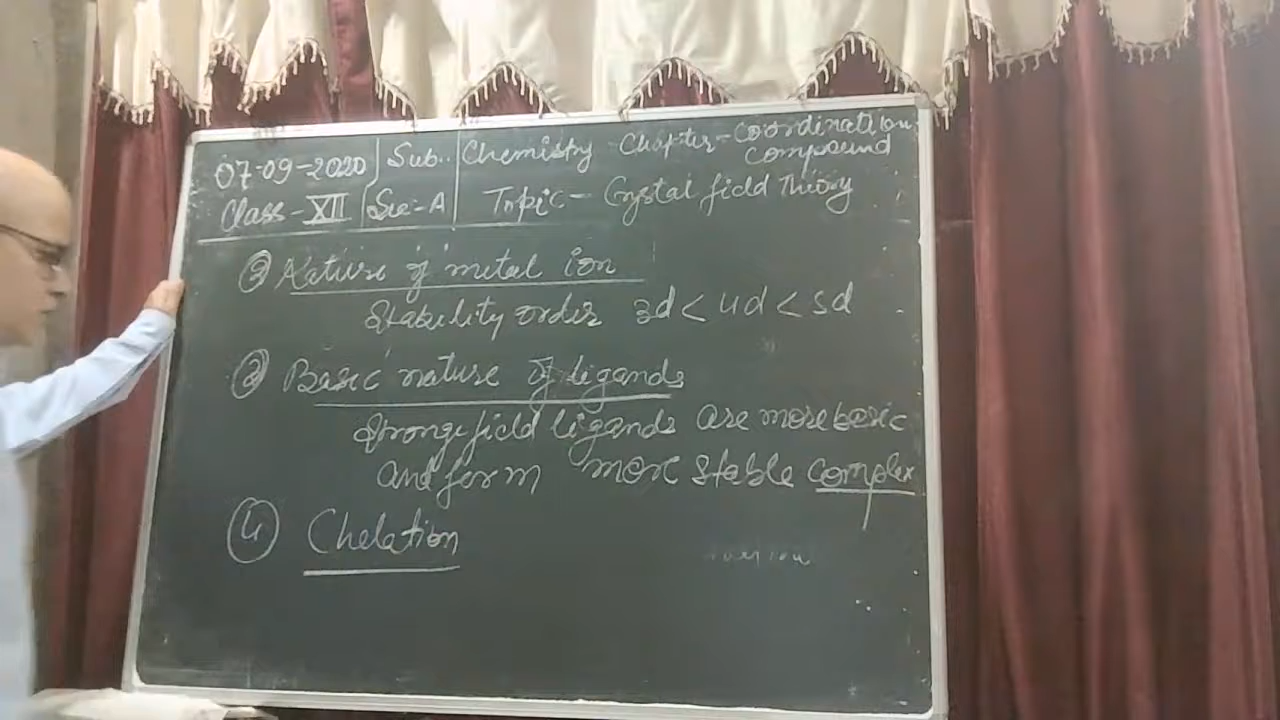 07-09-2020 Sub.. Chemistry Chapter-Coordination
compound
Class-XII Sec-A Topic- Crystal field Theory
② Nature of metal ion
Stability order 3d < 4d < 5d
③ Basic nature of ligands
Strong field ligands are more basic
and form more stable complex
④ Chelation